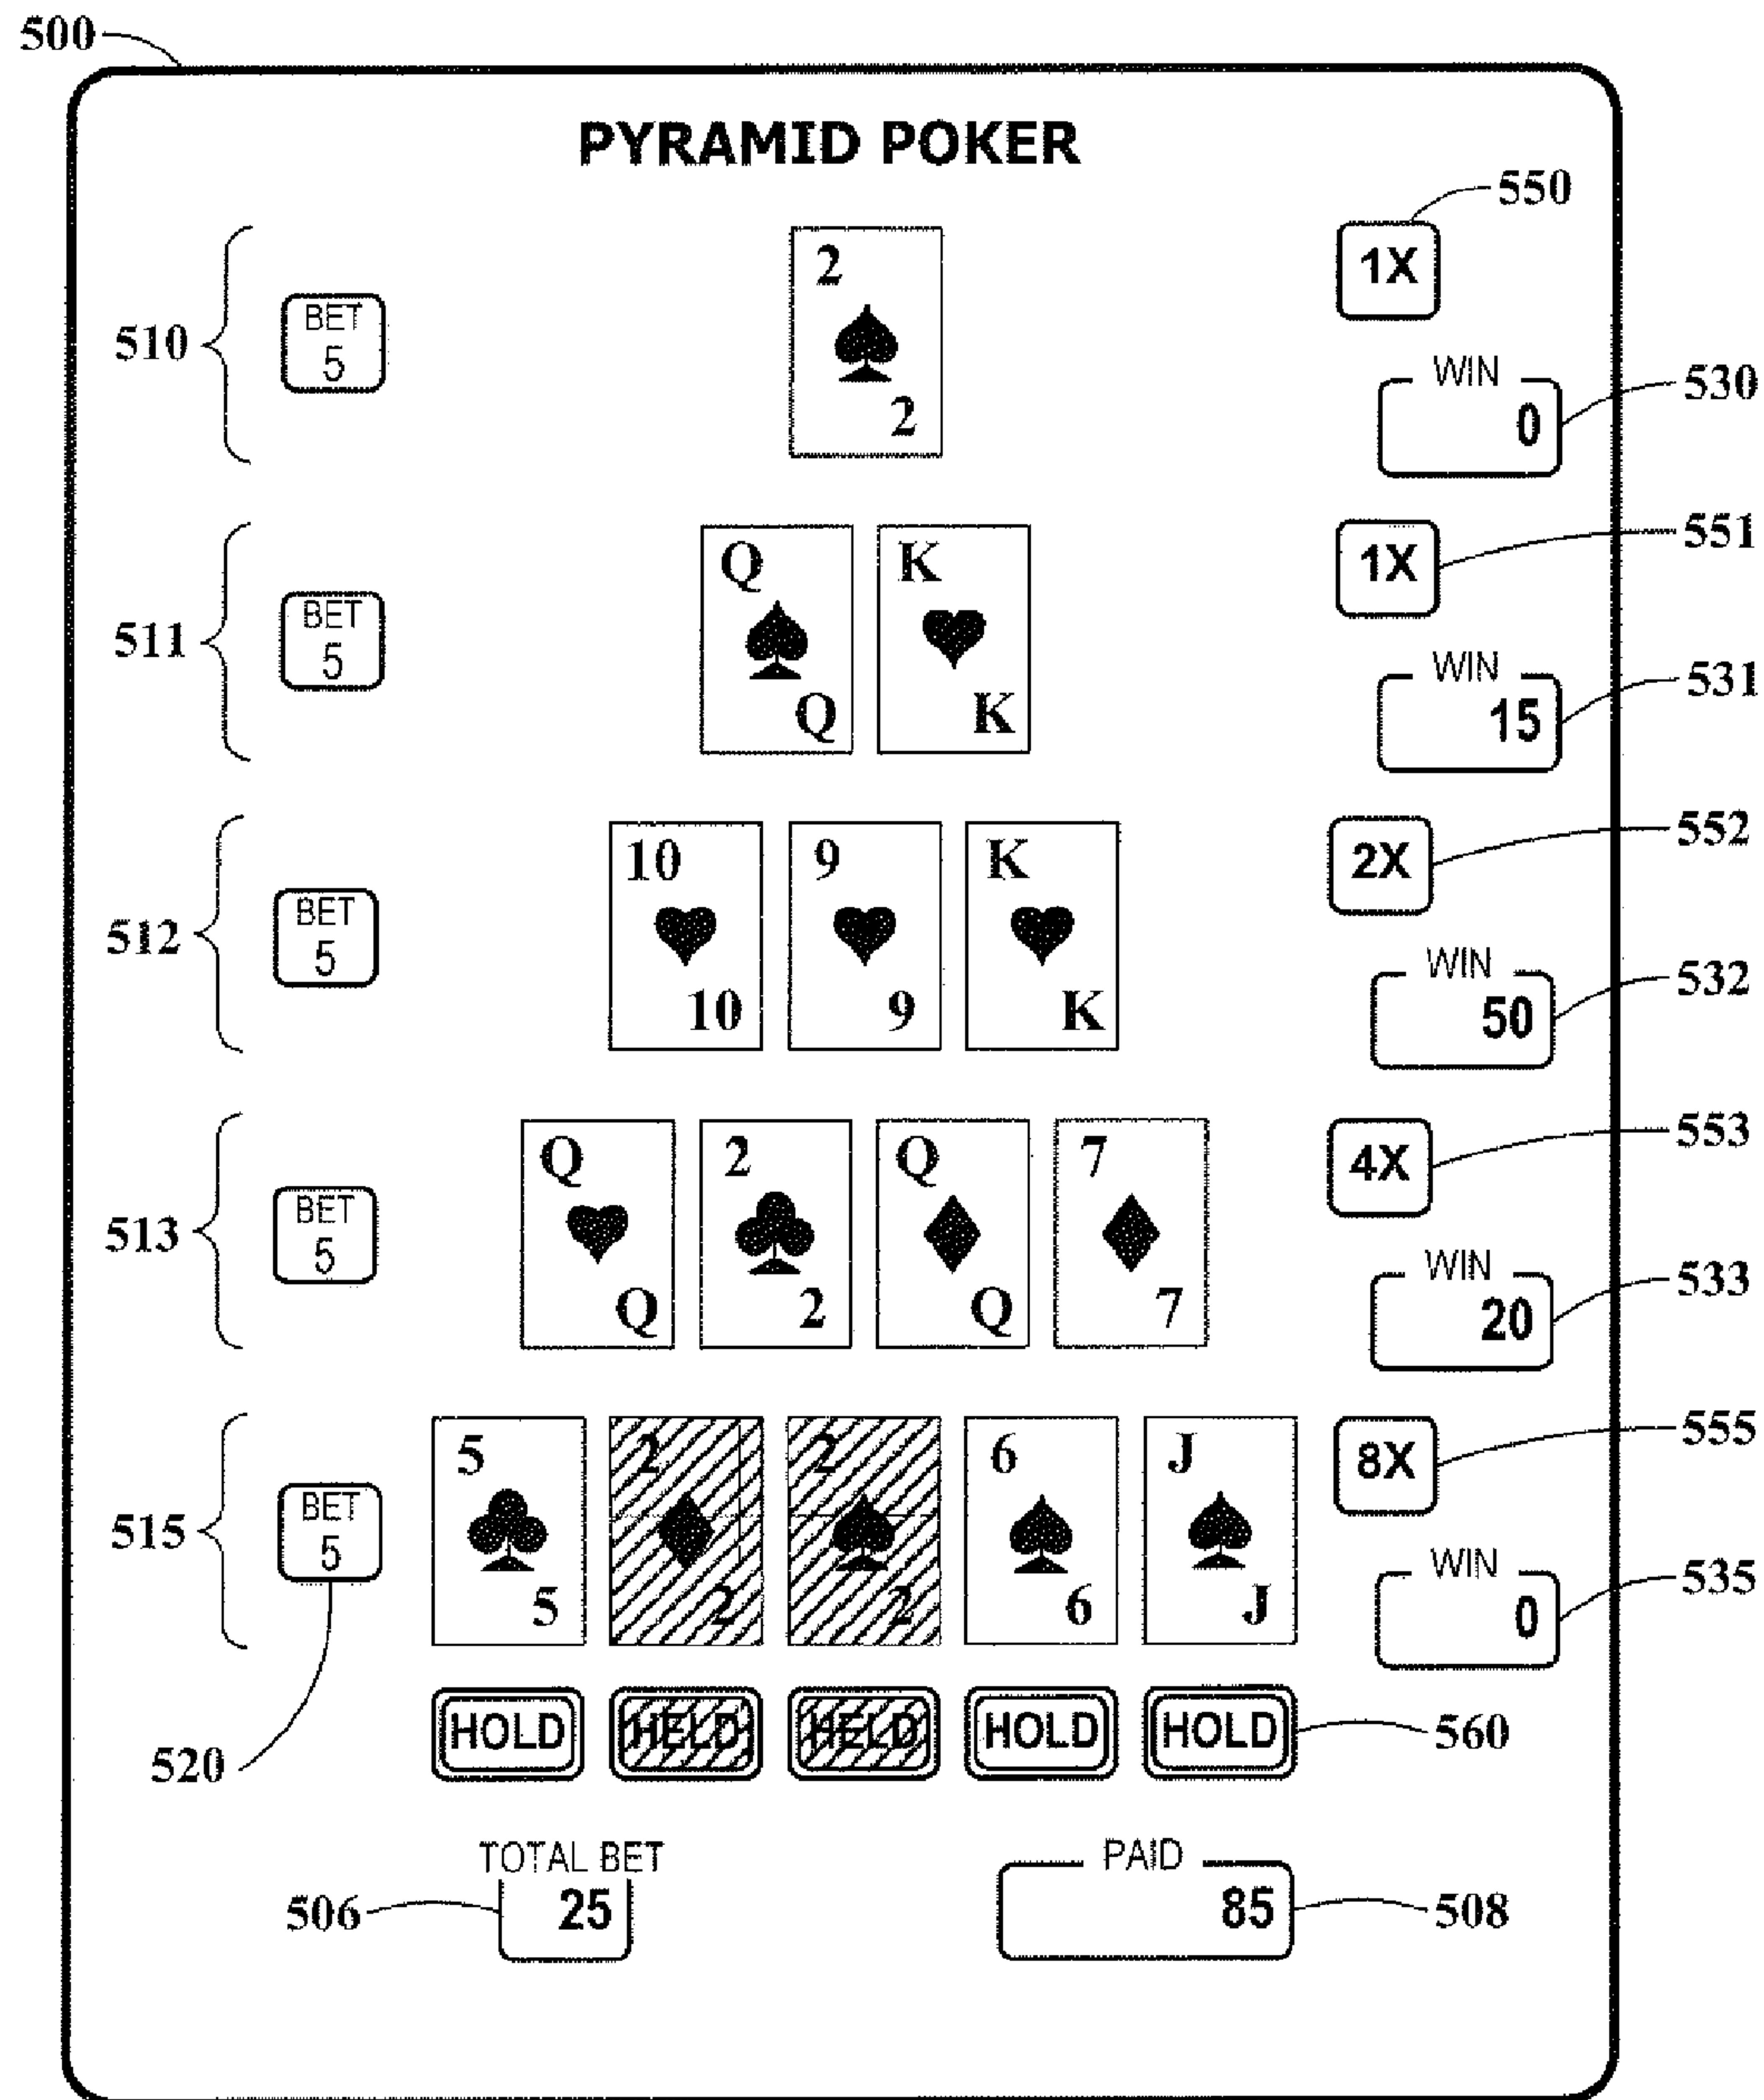 500
PYRAMID POKER
550
510
BET
5
2
2
1X
WIN
0
530
511
BET
5
Q
Q
K
K
1X
551
WIN
15
531
512
BET
5
10
10
9
9
K
K
2X
552
WIN
50
532
513
BET
5
Q
Q
2
2
Q
Q
7
7
4X
553
WIN
20
533
515
BET
5
5
5
2
2
2
2
6
6
J
J
8X
555
WIN
0
535
520
HOLD
HELD
HELD
HOLD
HOLD
560
TOTAL BET
25
506
PAID
85
508